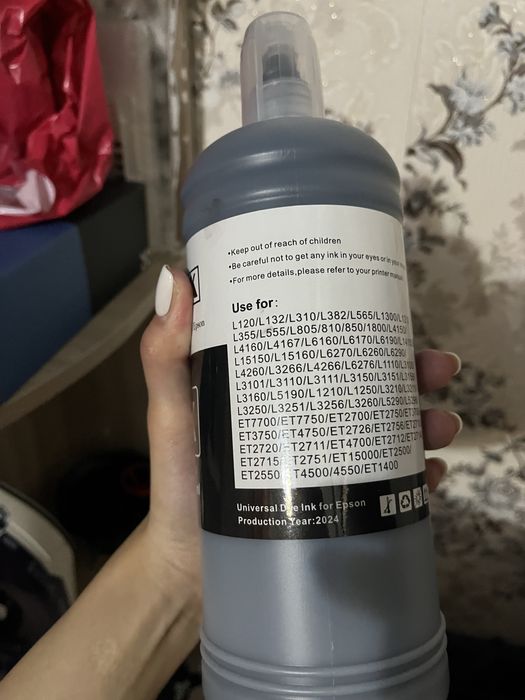 •Keep out of reach of children
•Be careful not to get any ink in your eyes or in your
•For more details,please refer to your printer manual
Use for:
L120/L132/L310/L382/L565/L1300/
L355/L555/L805/810/850/1800/L4150/
L4160/L4167/L6160/L6170/L6190/
L15150/L15160/L6270/L6260/L6290/
L4260/L3266/L4266/L6276/L1110/
L3101/L3110/L3111/L3150/L3151/
L3160/L5190/L1210/L1250/L3210/
L3250/L3251/L3256/L3260/L5290/
ET7700/ET7750/ET2700/ET2750/
ET3750/ET4750/ET2726/ET2756/
ET2720/ET2711/ET4700/ET2712/
ET2715/ET2751/ET15000/ET2500/
ET2550/ET4500/4550/ET1400
Epson
Universal Dye Ink for Epson
Production Year:2024